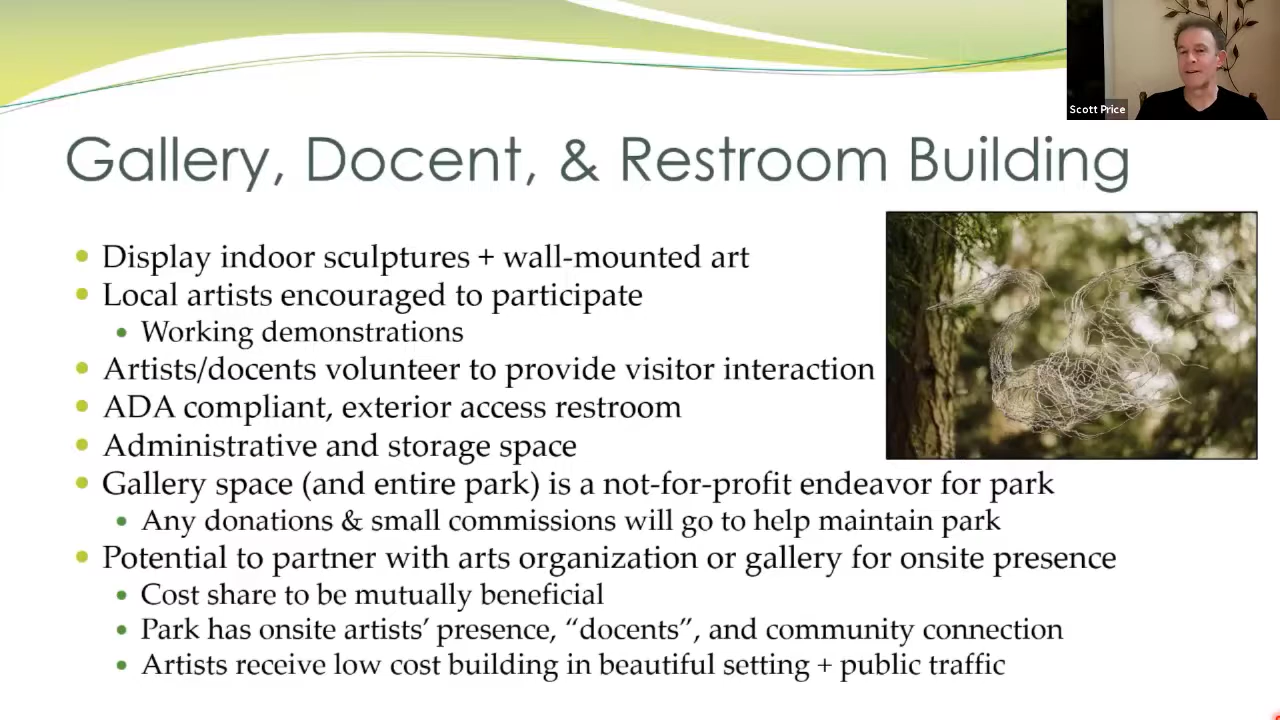 Scott Price
Gallery, Docent, & Restroom Building
• Display indoor sculptures + wall-mounted art
• Local artists encouraged to participate
• Working demonstrations
• Artists/docents volunteer to provide visitor interaction
• ADA compliant, exterior access restroom
• Administrative and storage space
• Gallery space (and entire park) is a not-for-profit endeavor for park
• Any donations & small commissions will go to help maintain park
• Potential to partner with arts organization or gallery for onsite presence
• Cost share to be mutually beneficial
• Park has onsite artists’ presence, “docents”, and community connection
• Artists receive low cost building in beautiful setting + public traffic